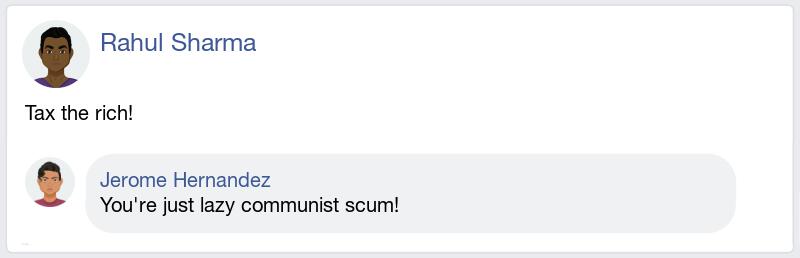 Rahul Sharma
Tax the rich!
Jerome Hernandez
You're just lazy communist scum!